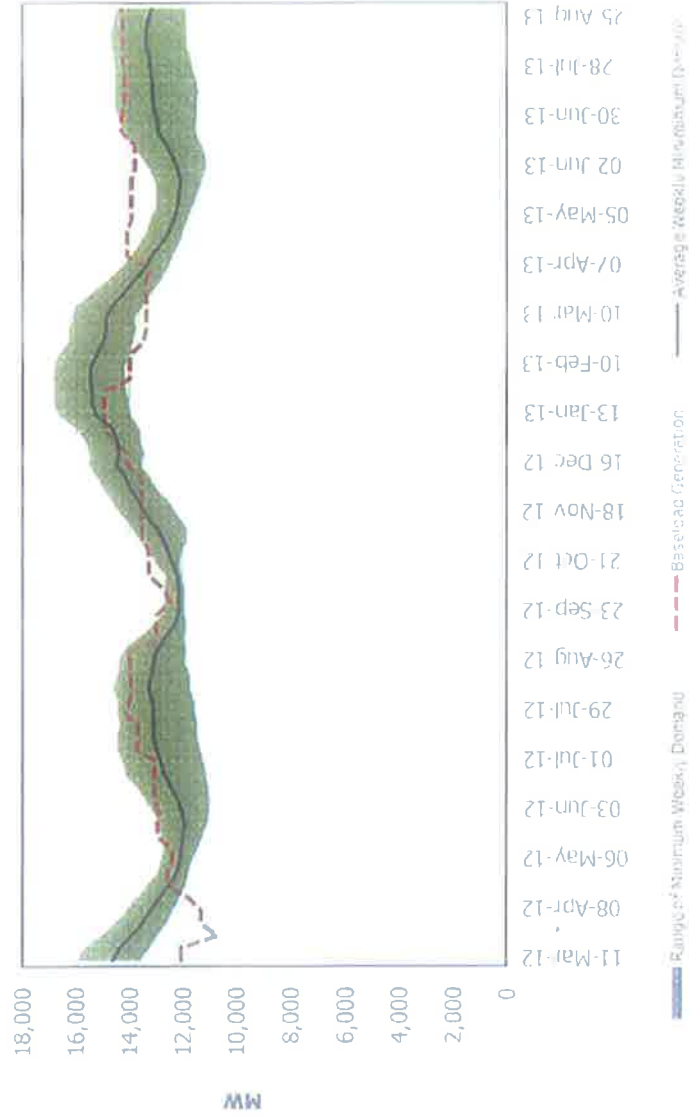 MW
18,000
16,000
14,000
12,000
10,000
8,000
6,000
4,000
2,000
0
11-Mar-12
08-Apr-12
06-May-12
03-Jun-12
01-Jul-12
29-Jul-12
26-Aug 12
23-Sep-12
21-Oct 12
18-Nov 12
16 Dec 12
13-Jan-13
10-Feb-13
10-Mar 13
07-Apr-13
05-May-13
02 Jun 13
30-Jun-13
28-Jul-13
25 Aug 13
Range of Minimum Weekly Demand
Baseload Generation
Average Weekly Minimum Demand